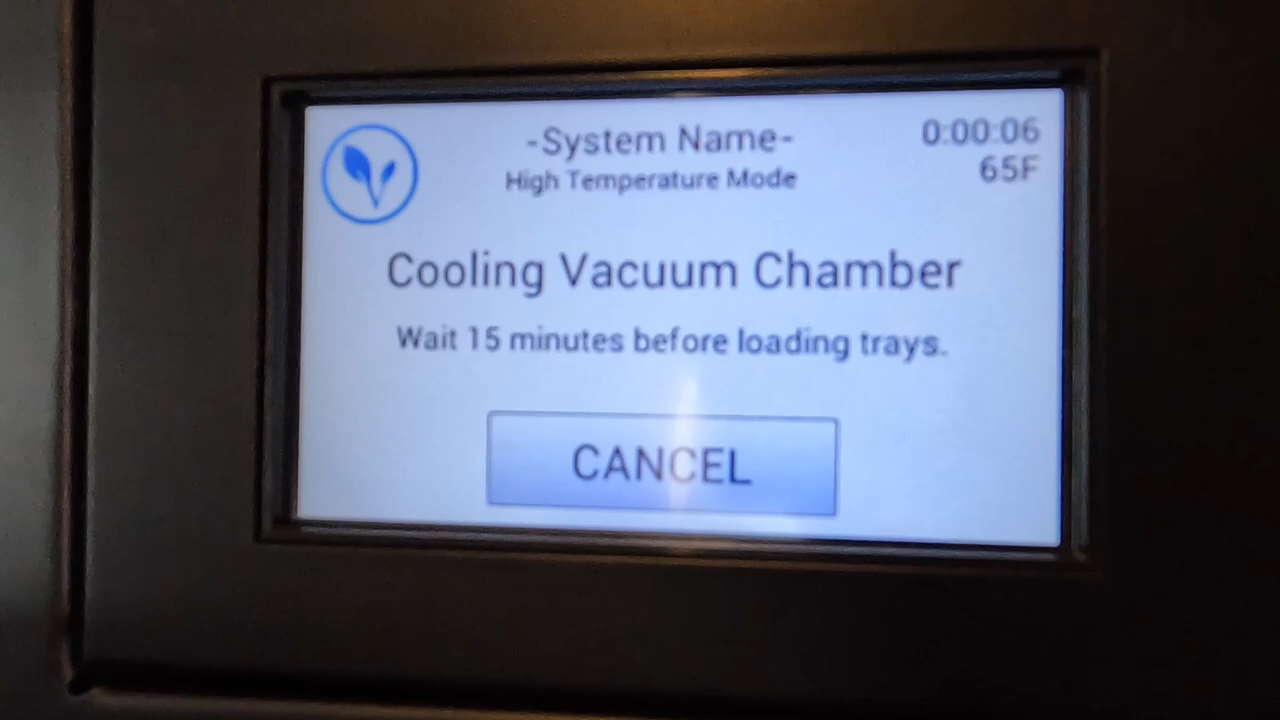 -System Name-
0:00:06
High Temperature Mode
65F
Cooling Vacuum Chamber
Wait 15 minutes before loading trays.
CANCEL